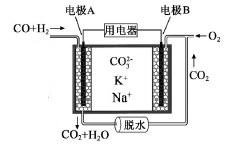 电极A 电极B
CO+H₂ 用电器 O₂
CO₃²⁻
K⁺
Na⁺
CO₂
CO₂+H₂O 脱水